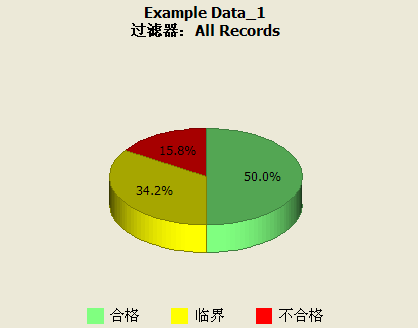 Example Data_1
过滤器：All Records
15.8%
50.0%
34.2%
合格 临界 不合格